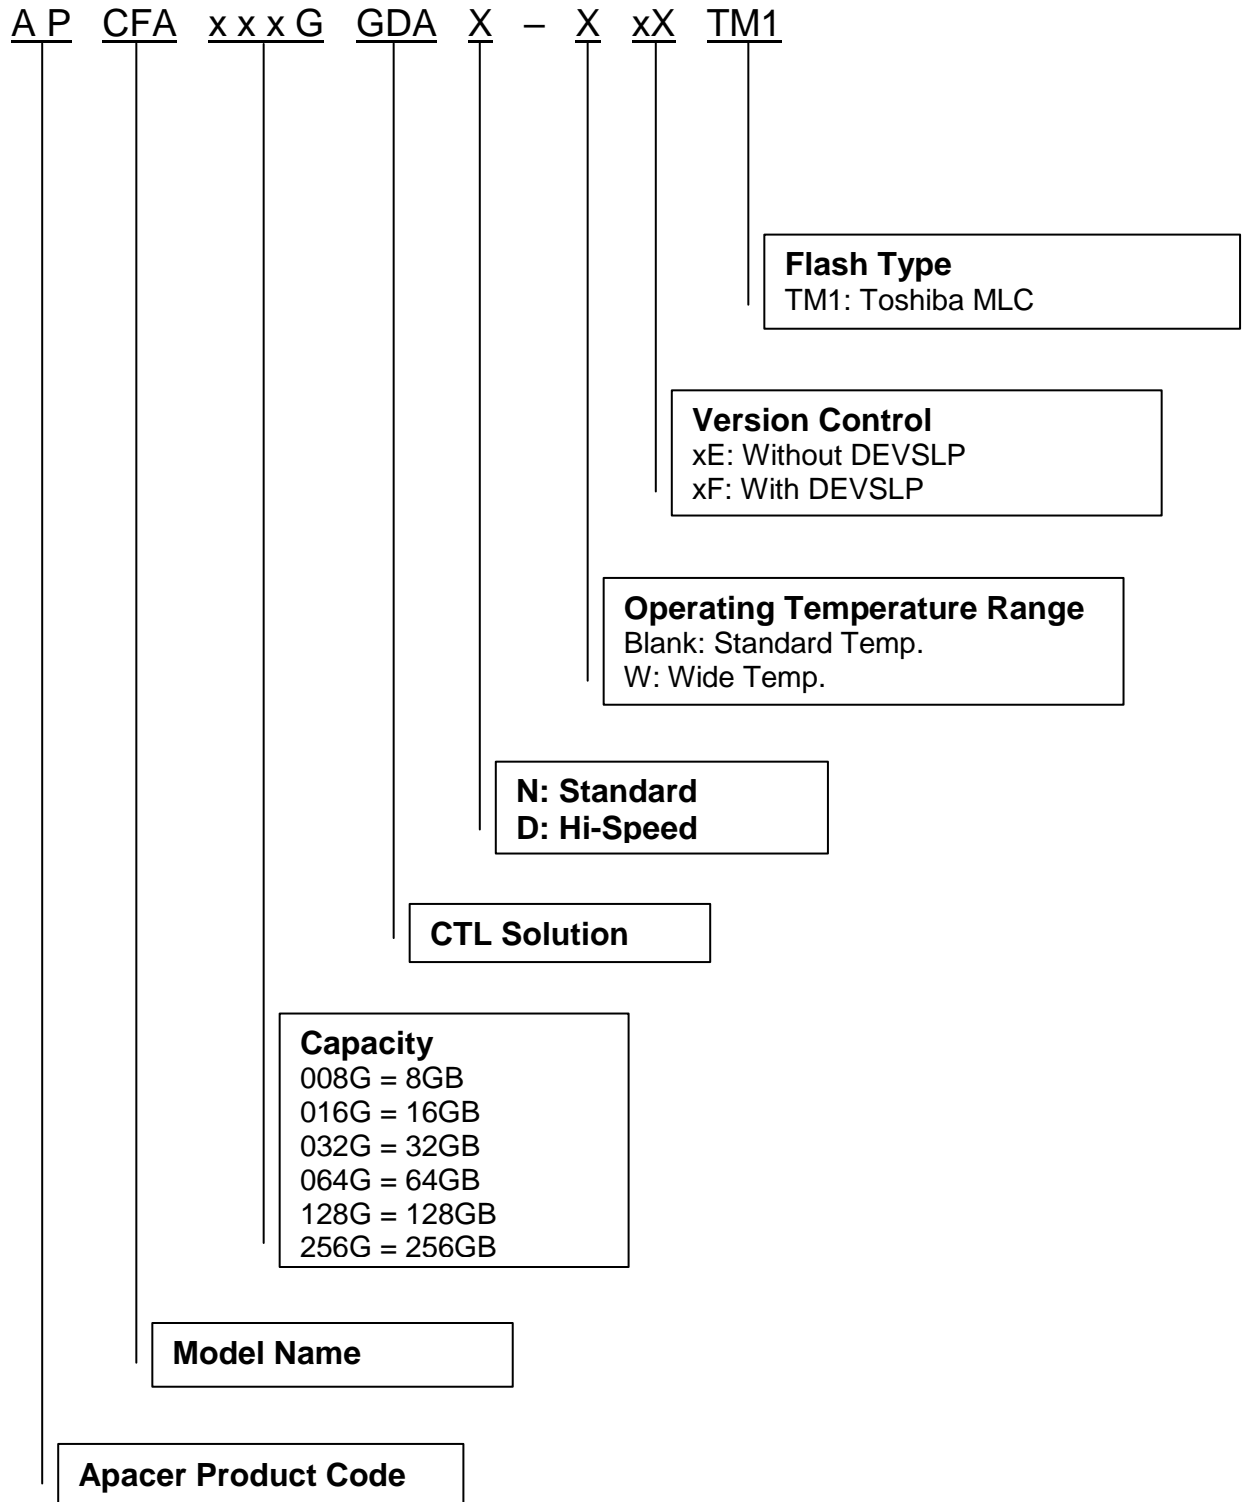 A P CFA x x x G GDA X – X xX TM1
Flash Type
TM1: Toshiba MLC
Version Control
xE: Without DEVSLP
xF: With DEVSLP
Operating Temperature Range
Blank: Standard Temp.
W: Wide Temp.
N: Standard
D: Hi-Speed
CTL Solution
Capacity
008G = 8GB
016G = 16GB
032G = 32GB
064G = 64GB
128G = 128GB
256G = 256GB
Model Name
Apacer Product Code